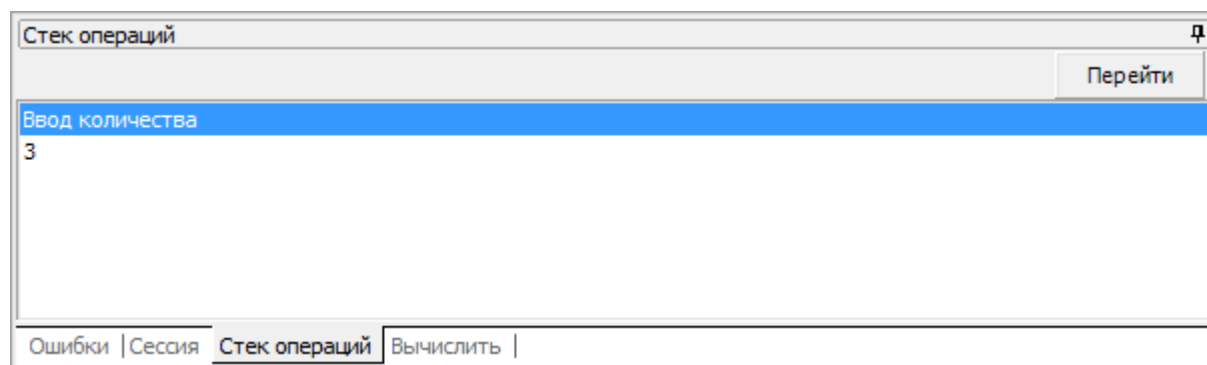 Стек операций
Перейти
Ввод количества
3
Ошибки | Сессия Стек операций Вычислить |